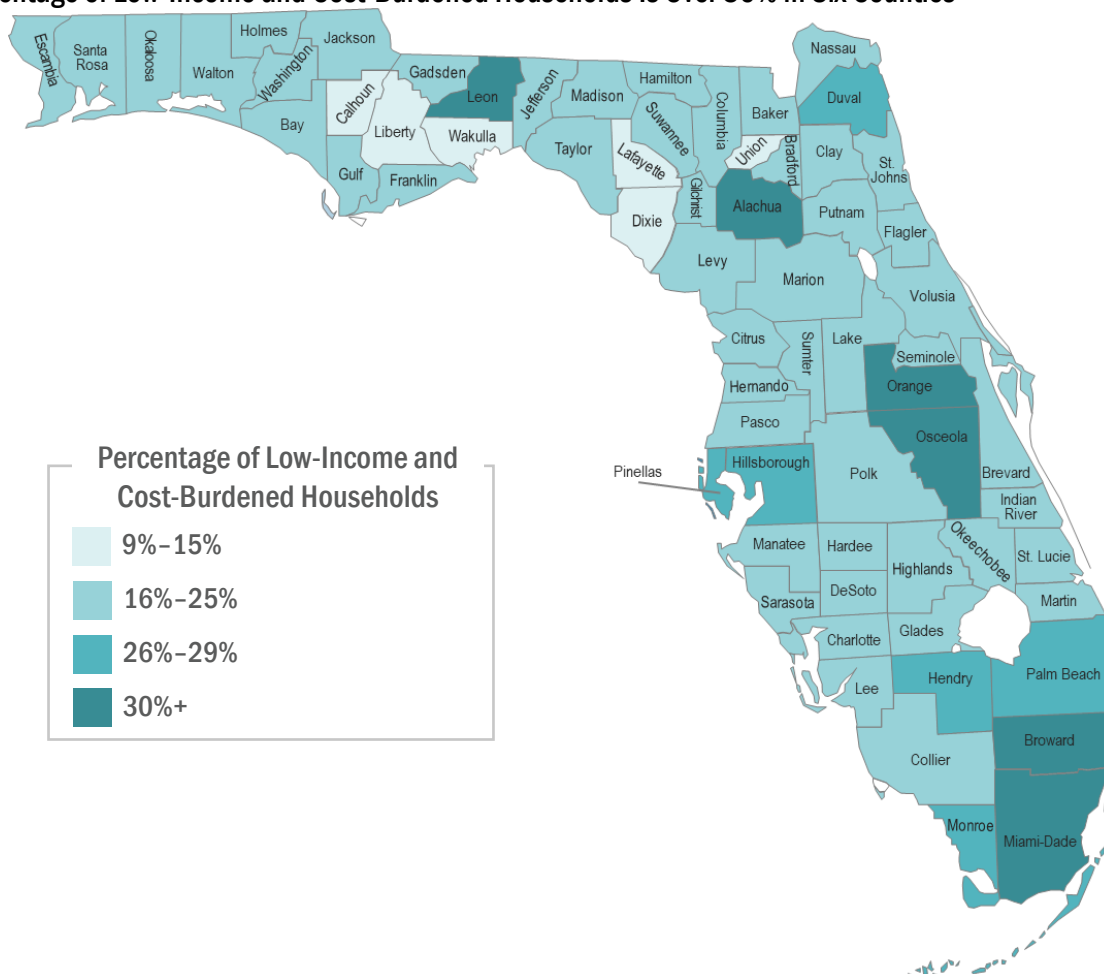 centage of Low-Income and Cost-Burdened Households Is Over 30% in Six Counties
Escambia
Santa
Rosa
Okaloosa
Walton
Holmes
Washington
Jackson
Bay
Calhoun
Gulf
Liberty
Franklin
Gadsden
Leon
Wakulla
Jefferson
Madison
Taylor
Hamilton
Suwannee
Lafayette
Dixie
Columbia
Gilchrist
Baker
Union
Bradford
Alachua
Nassau
Duval
Clay
St.
Johns
Putnam
Flagler
Levy
Marion
Volusia
Citrus
Sumter
Lake
Seminole
Hernando
Orange
Pasco
Osceola
Brevard
Pinellas
Hillsborough
Polk
Indian
River
Manatee
Hardee
Highlands
Okeechobee
St. Lucie
Sarasota
DeSoto
Martin
Charlotte
Glades
Lee
Hendry
Palm Beach
Collier
Broward
Monroe
Miami-Dade
Percentage of Low-Income and
Cost-Burdened Households
9%–15%
16%–25%
26%–29%
30%+